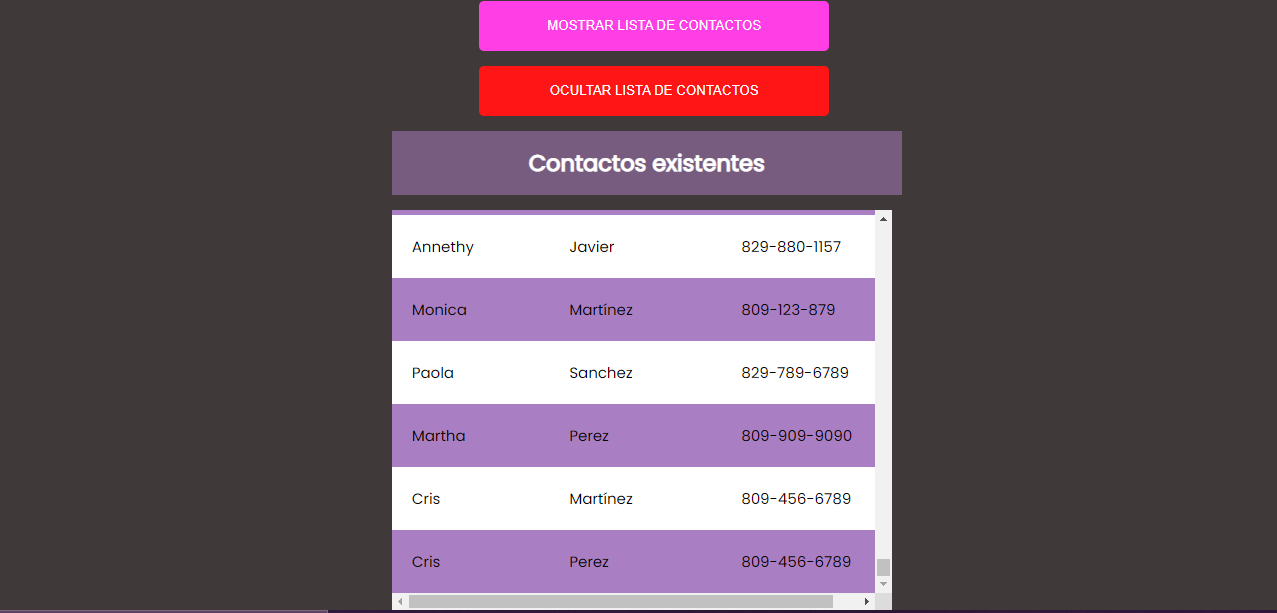 MOSTRAR LISTA DE CONTACTOS
OCULTAR LISTA DE CONTACTOS
Contactos existentes
Annethy Javier 829-880-1157
Monica Martínez 809-123-879
Paola Sanchez 829-789-6789
Martha Perez 809-909-9090
Cris Martínez 809-456-6789
Cris Perez 809-456-6789